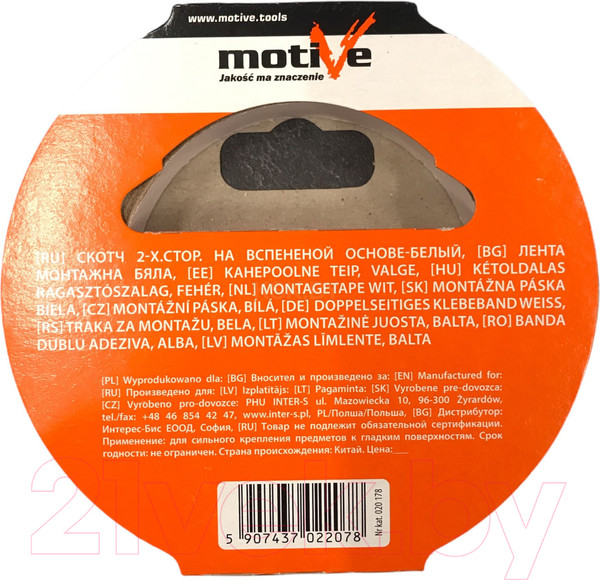 www.motive.tools
motive
Jakość ma znaczenie
[RU] СКОТЧ 2-Х.СТОР. НА ВСПЕНЕНОЙ ОСНОВЕ-БЕЛЫЙ, [BG] ЛЕНТА
МОНТАЖНА БЯЛА, [EE] KAHEPOOLNE TEIP, VALGE, [HU] KÉTOLDALAS
RAGASZTÓSZALAG, FEHÉR, [NL] MONTAGETAPE WIT, [SK] MONTÁŽNA PÁSKA
BIELA, [CZ] MONTÁŽNÍ PÁSKA, BÍLÁ, [DE] DOPPELSEITIGES KLEBEBAND WEISS,
[RS] TRAKA ZA MONTAŽU, BELA, [LT] MONTAŽINĖ JUOSTA, BALTA, [RO] BANDA
DUBLU ADEZIVA, ALBA, [LV] MONTĀŽAS LĪMLENTE, BALTA
[PL] Wyprodukowano dla: [BG] Вносител и произведено за: [EN] Manufactured for:
[RU] Произведено для: [LV] Izplatītājs: [LT] Pagaminta: [SK] Vyrobene pre-dovozca:
[CZ] Výrobeno pro-dovozce: PHU INTER-S ul. Mazowiecka 10, 96-300 Żyrardów,
tel./fax: +48 46 854 42 47, www.inter-s.pl, PL/Польша/Polska, [BG] Дистрибутор:
Интерес-Бис ЕООД, София, [RU] Товар не подлежит обязательной сертификации.
Применение: для сильного крепления предметов к гладким поверхностям. Срок
годности: не ограничен. Страна происхождения: Китай. Цена:___
Nr kat. 020 178
5 907437 022078
21vek.by